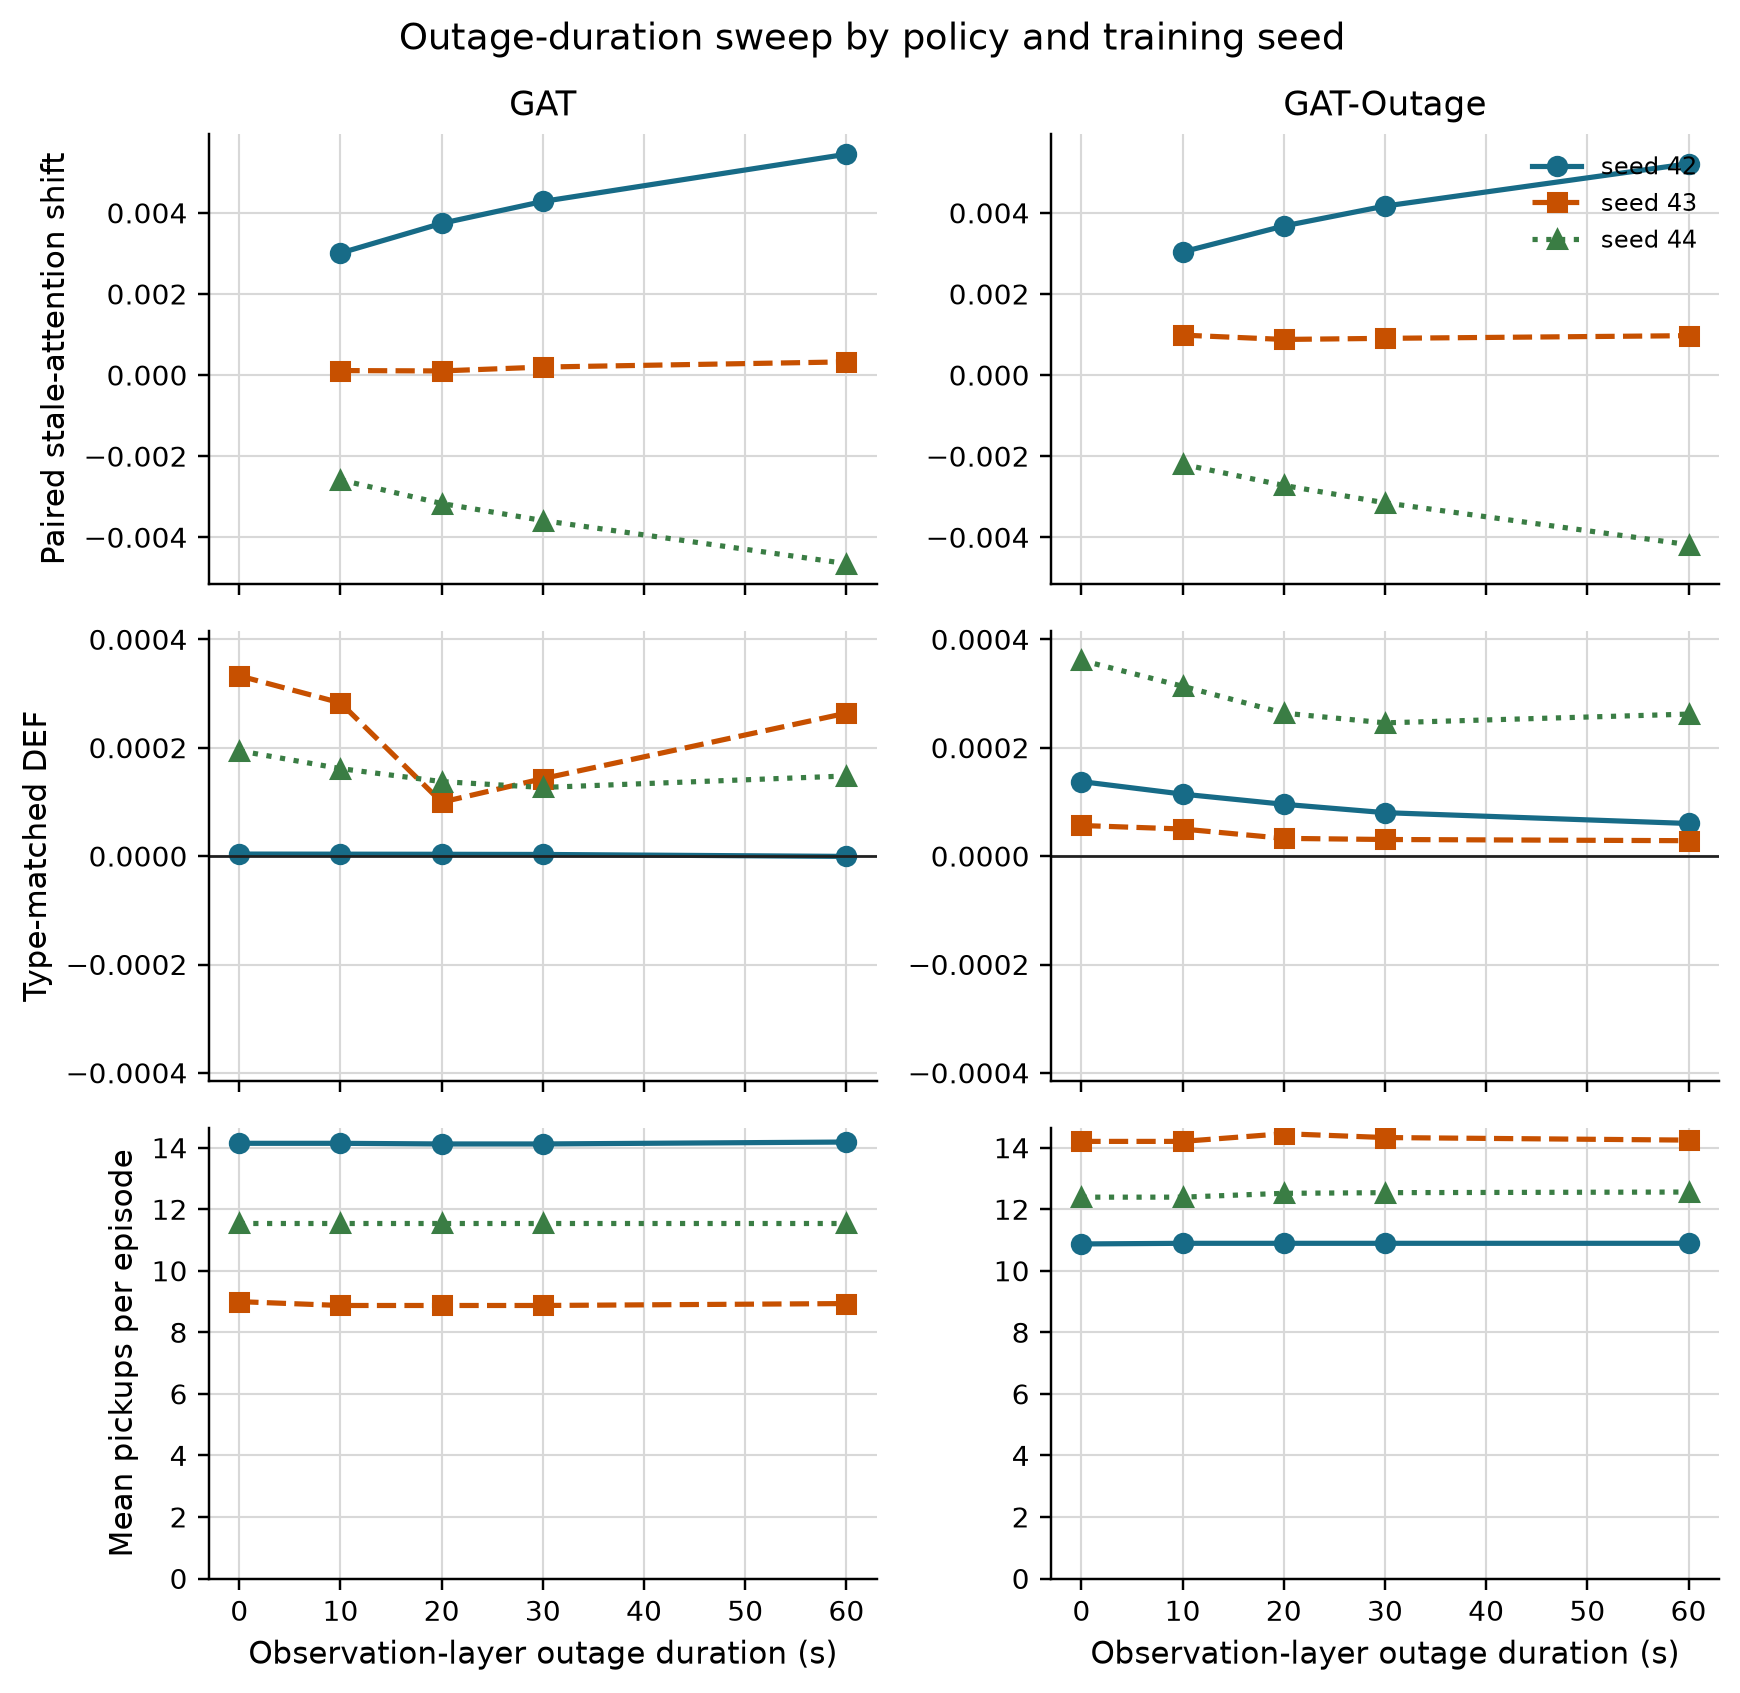 Outage-duration sweep by policy and training seed
GAT
GAT-Outage
Paired stale-attention shift
0.004
0.002
0.000
−0.002
−0.004
0.004
0.002
0.000
−0.002
−0.004
seed 42
seed 43
seed 44
Type-matched DEF
0.0004
0.0002
0.0000
−0.0002
−0.0004
0.0004
0.0002
0.0000
−0.0002
−0.0004
Mean pickups per episode
14
12
10
8
6
4
2
0
14
12
10
8
6
4
2
0
0 10 20 30 40 50 60
0 10 20 30 40 50 60
Observation-layer outage duration (s)
Observation-layer outage duration (s)